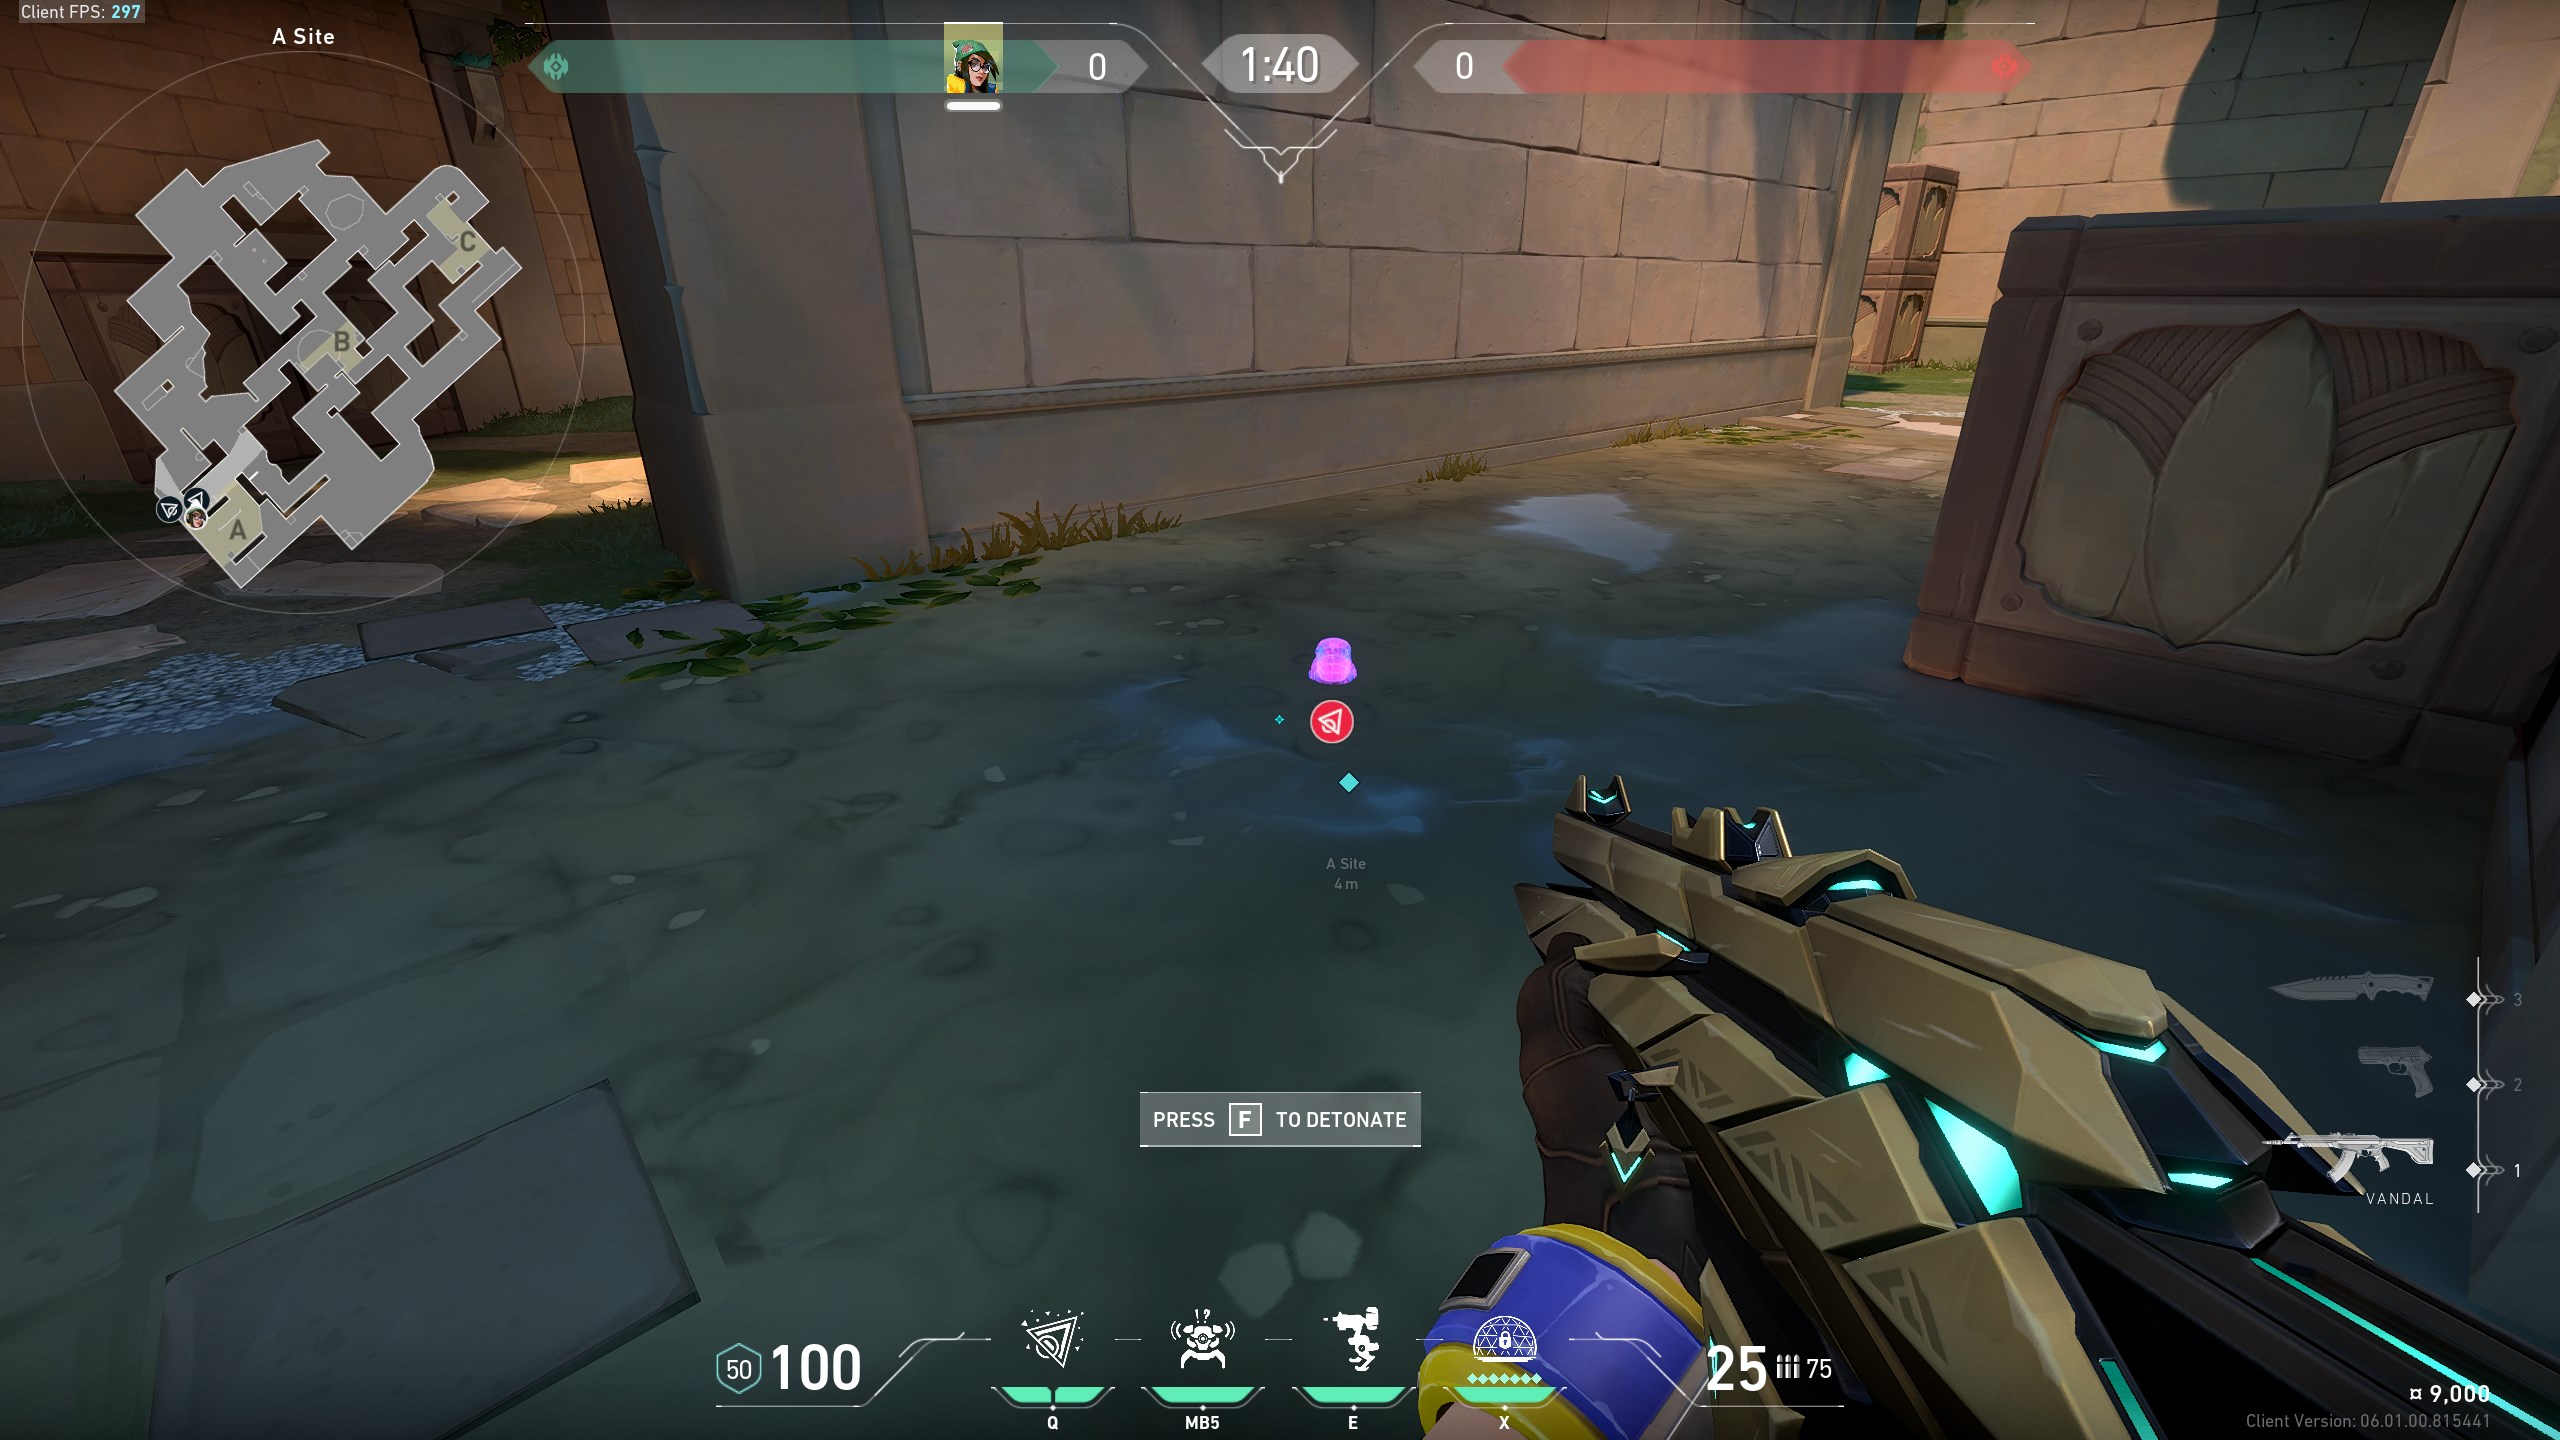 Client FPS: 297
A Site
0
1:40
0
C
B
A
A Site
4 m
PRESS F TO DETONATE
3
2
1
VANDAL
50 100
25 75
Q
MB5
E
X
¤ 9,000
Client Version: 06.01.00.815441